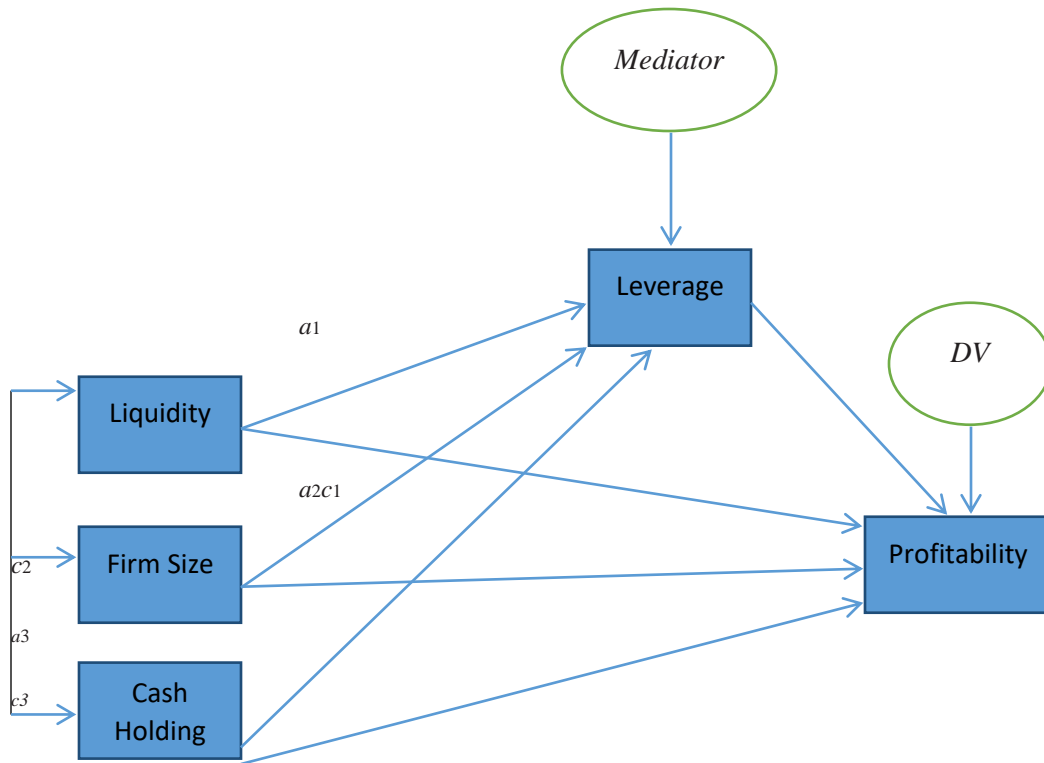 Mediator
Leverage
a1
DV
Liquidity
a2c1
Profitability
Firm Size
c2
a3
Cash
Holding
c3